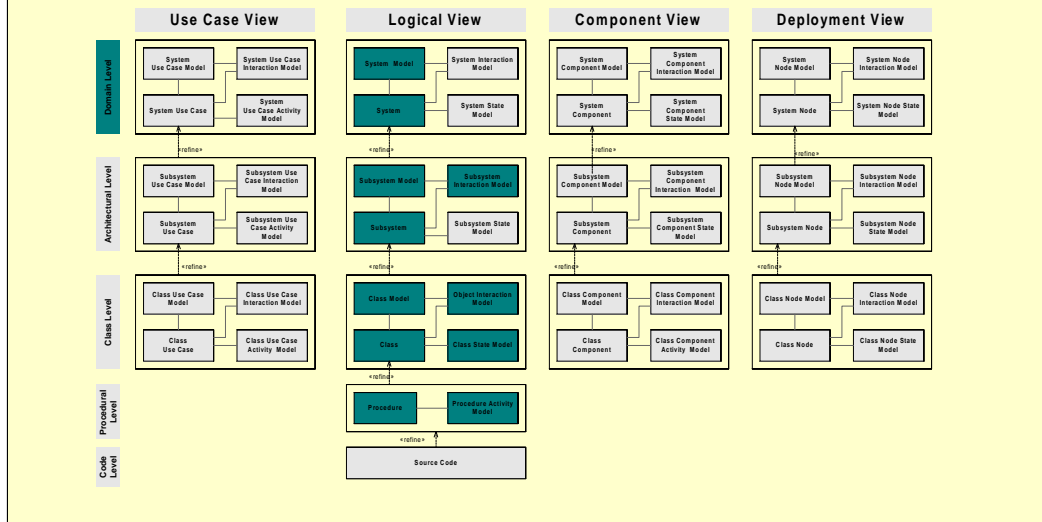 Use Case View
Logical View
Component View
Deployment View
Domain Level
System
Use Case Model
System Use Case
Interaction Model
System Use Case
System
Use Case Activity
Model
System Model
System Interaction
Model
System
System State
Model
System
Component Model
System
Component
Interaction Model
System
Component
System
Component
State Model
System
Node Model
System Node
Interaction Model
System Node
System Node State
Model
«refine»
«refine»
«refine»
«refine»
Architectural Level
Subsystem
Use Case Model
Subsystem Use
Case Interaction
Model
Subsystem
Use Case
Subsystem Use
Case Activity
Model
Subsystem Model
Subsystem
Interaction Model
Subsystem
Subsystem State
Model
Subsystem
Component Model
Subsystem
Component
Interaction Model
Subsystem
Component
Subsystem
Component State
Model
Subsystem
Node Model
Subsystem Node
Interaction Model
Subsystem Node
Subsystem Node
State Model
«refine»
«refine»
«refine»
«refine»
Class Level
Class Use Case
Model
Class Use Case
Interaction Model
Class
Use Case
Class Use Case
Activity Model
Class Model
Object Interaction
Model
Class
Class State Model
Class Component
Model
Class Component
Interaction Model
Class
Component
Class Component
Activity Model
Class Node Model
Class Node
Interaction Model
Class Node
Class Node State
Model
«refine»
Procedural
Level
Procedure
Procedure Activity
Model
«refine»
Code
Level
Source Code